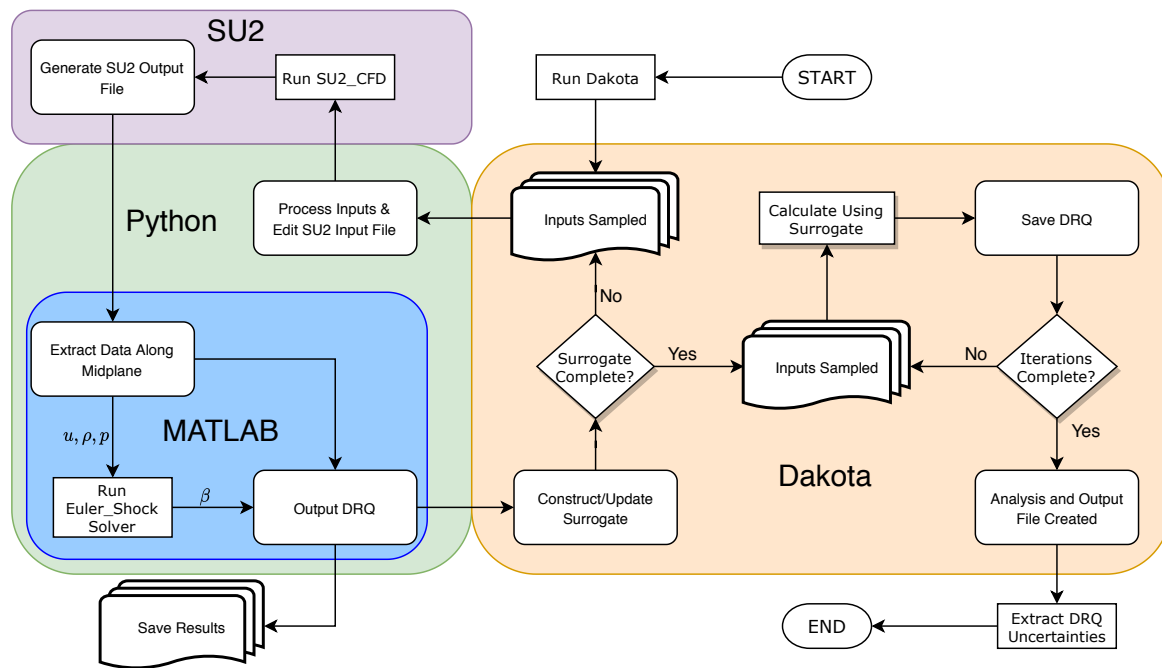 SU2
Generate SU2 Output
File
Run SU2_CFD
Run Dakota
START
Python
Process Inputs &
Edit SU2 Input File
Inputs Sampled
Calculate Using
Surrogate
Save DRQ
No
Extract Data Along
Midplane
Surrogate
Complete?
Yes
Inputs Sampled
No
Iterations
Complete?
u, ρ, p
MATLAB
Yes
Dakota
Run
Euler_Shock
Solver
β
Output DRQ
Construct/Update
Surrogate
Analysis and Output
File Created
Save Results
END
Extract DRQ
Uncertainties